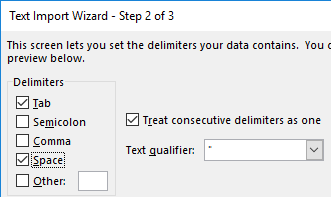 Text Import Wizard - Step 2 of 3
This screen lets you set the delimiters your data contains. You c
preview below.
Delimiters
Tab
Semicolon
Comma
Space
Other:
Treat consecutive delimiters as one
Text qualifier: "